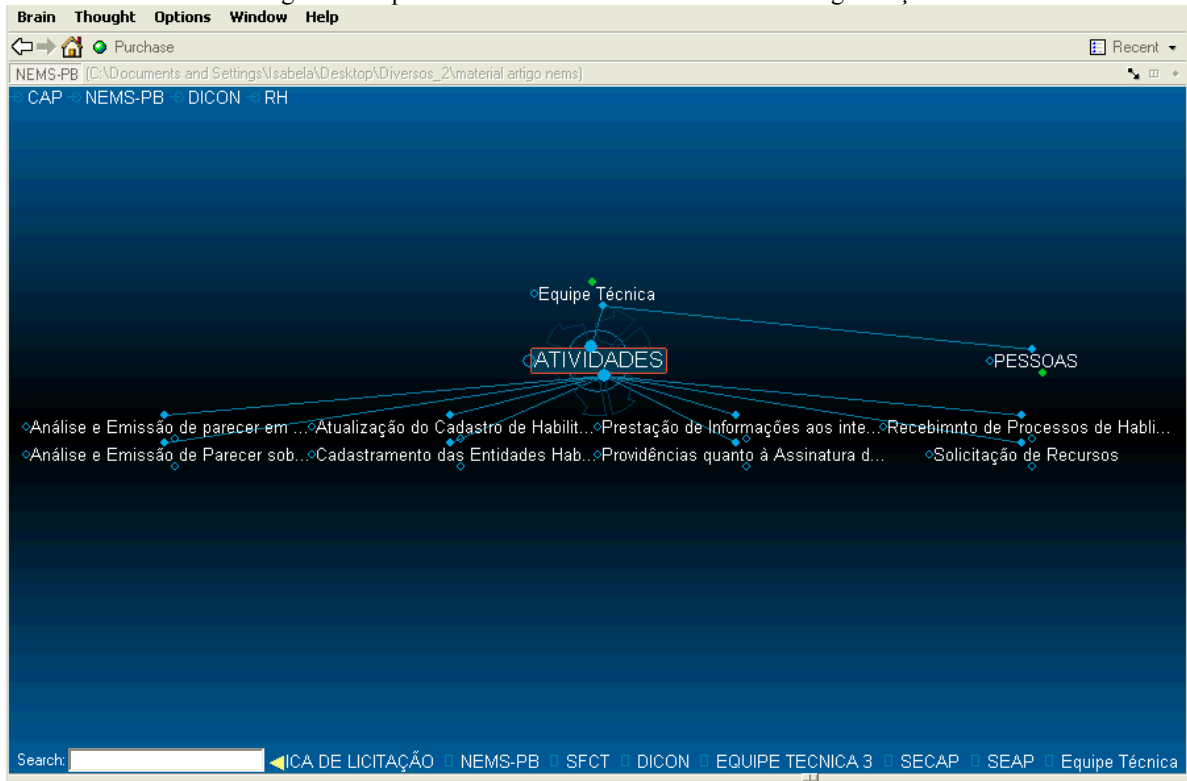 Brain Thought Options Window Help
Purchase Recent
NEMS-PB (C:\Documents and Settings\Isabela\Desktop\Diversos_2\material artigo nems)
CAP NEMS-PB DICON RH
Equipe Técnica
ATIVIDADES
PESSOAS
Análise e Emissão de parecer em ... Atualização do Cadastro de Habilit... Prestação de Informações aos inte... Recebimnto de Processos de Habli...
Análise e Emissão de Parecer sob... Cadastramento das Entidades Hab... Providências quanto à Assinatura d... Solicitação de Recursos
Search: ICA DE LICITAÇÃO NEMS-PB SFCT DICON EQUIPE TECNICA 3 SECAP SEAP Equipe Técnica